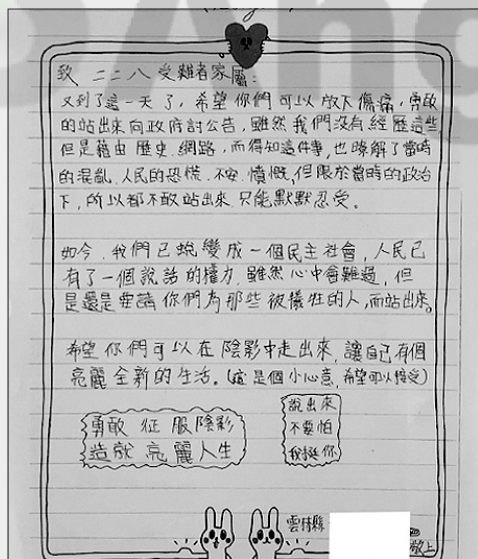 致 二二八受難者家屬：
又到了這一天了，希望你們可以放下傷痛，勇敢
的站出來向政府討公告，雖然我們沒有經歷這些
但是藉由歷史、網路，而得知這件事，也瞭解了當時
的混亂、人民的恐慌、不安、憤慨，但限於當時的政治
下，所以都不敢站出來，只能默默忍受。
如今，我們已蛻變成一個民主社會，人民已
有了一個說話的權力，雖然心中會難過，但
是還是要請你們為那些被犧牲的人，而站出來。
希望你們可以在陰影中走出來，讓自己有個
亮麗全新的生活。(這是個小心意，希望可以接受)
勇敢征服陰影
造就亮麗人生
說出來
不要怕
我挺你
雲林縣
敬上